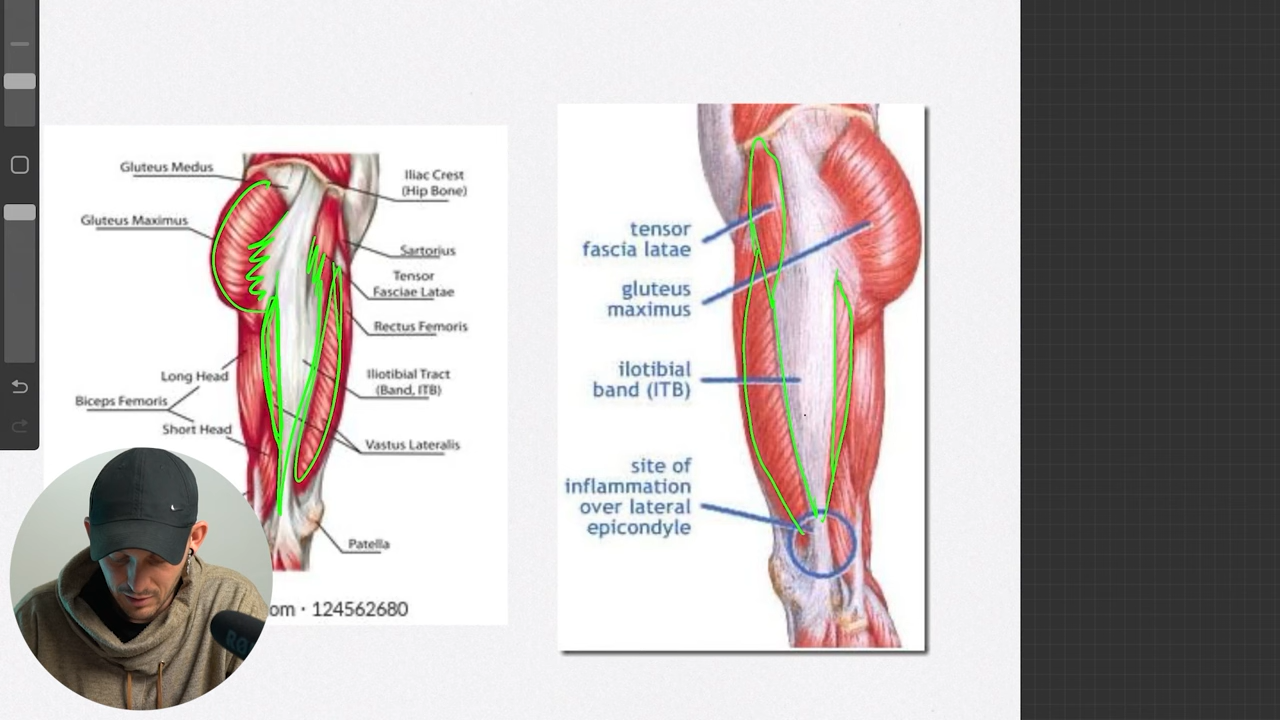 Gluteus Medus
Iliac Crest
(Hip Bone)
Gluteus Maximus
Sartorius
Tensor
Fasciae Latae
Rectus Femoris
Long Head
Iliotibial Tract
(Band, ITB)
Biceps Femoris
Short Head
Vastus Lateralis
Patella
om · 124562680
tensor
fascia latae
gluteus
maximus
ilotibial
band (ITB)
site of
inflammation
over lateral
epicondyle